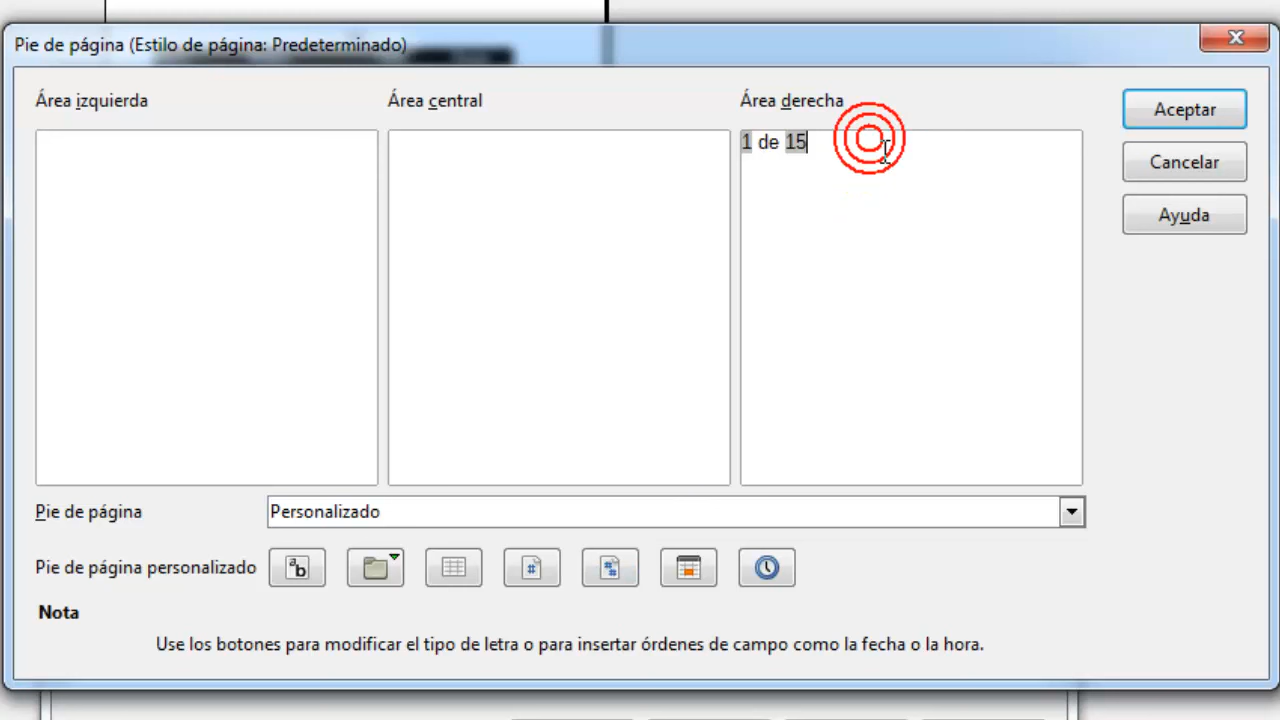 Pie de página (Estilo de página: Predeterminado)
Área izquierda
Área central
Área derecha
1 de 15
Aceptar
Cancelar
Ayuda
Pie de página
Personalizado
Pie de página personalizado
ab
Nota
Use los botones para modificar el tipo de letra o para insertar órdenes de campo como la fecha o la hora.